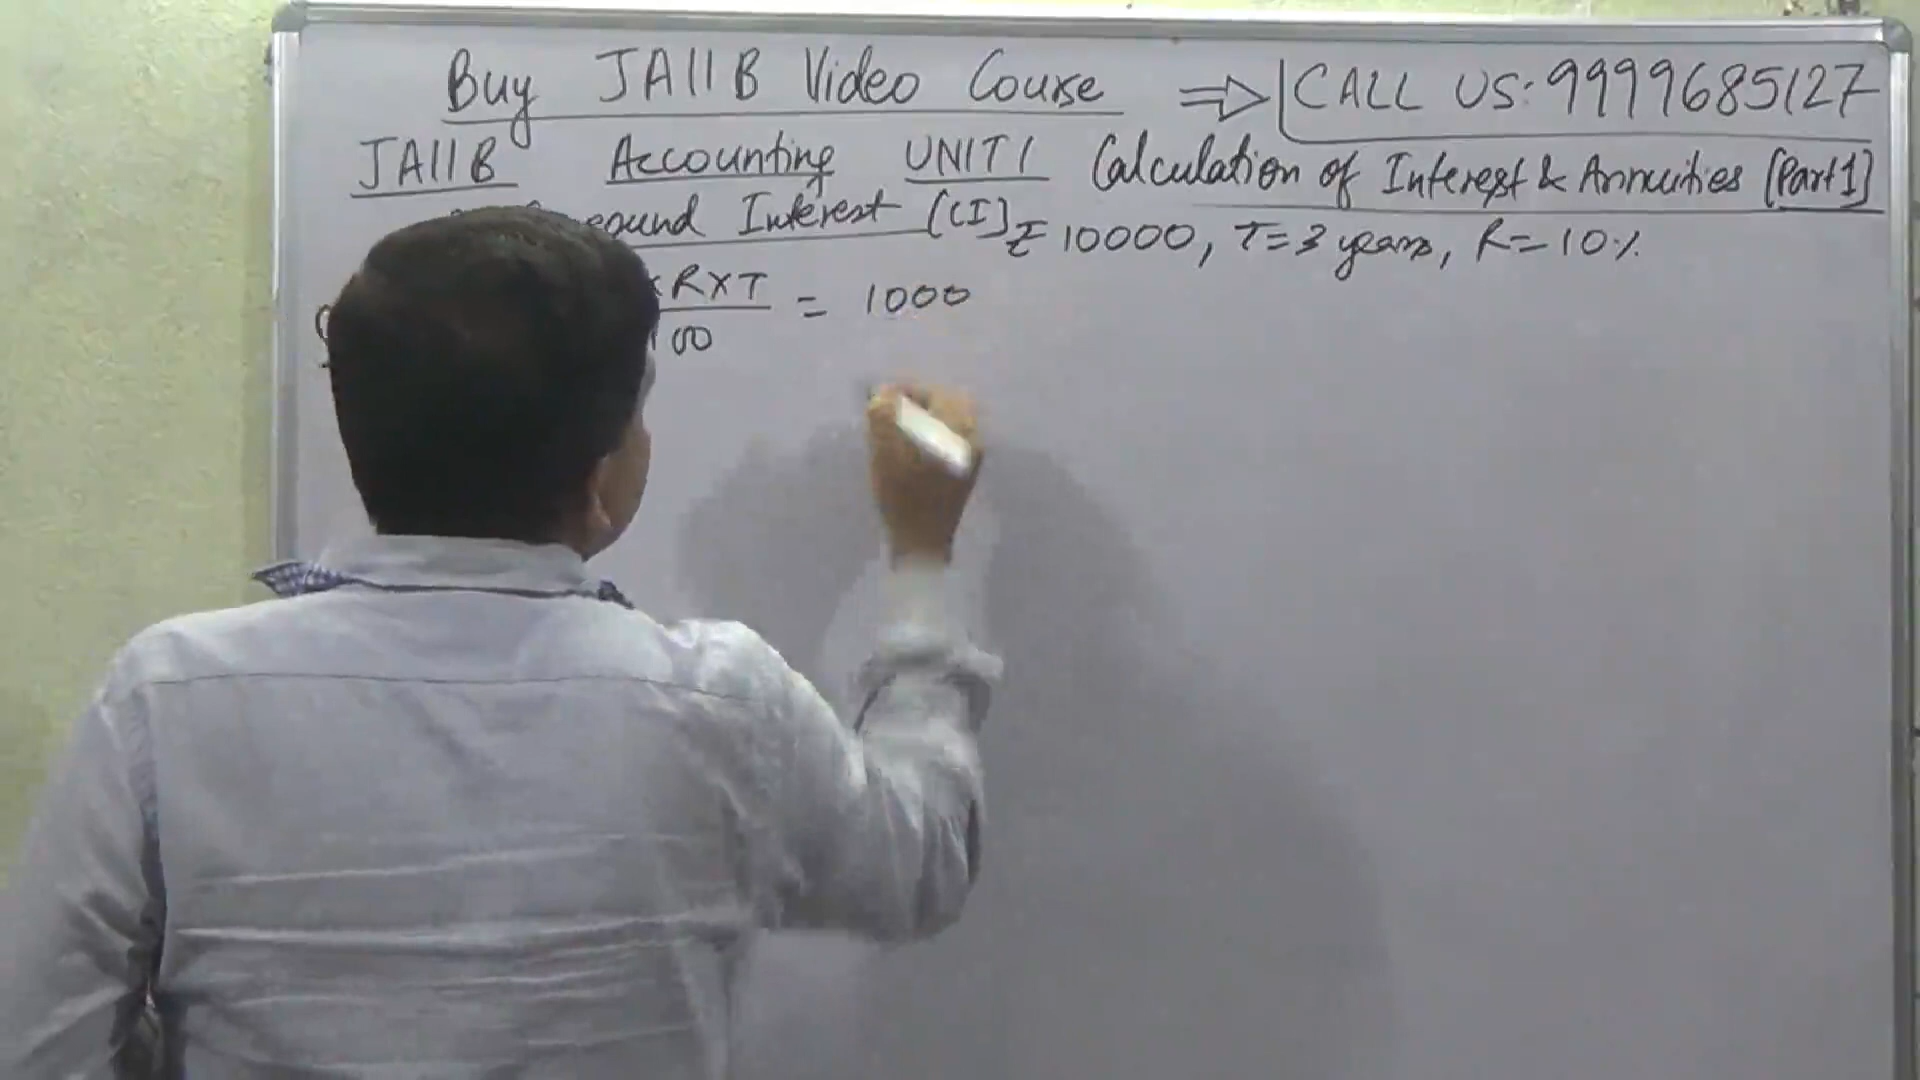 Buy JAIIB Video Course ⇒ CALL US: 9999685127
JAIIB Accounting UNIT 1 Calculation of Interest & Annuities (Part 1)
Interest (CI) ₹ 10000, T=3 years, R=10%
R×T = 1000
100